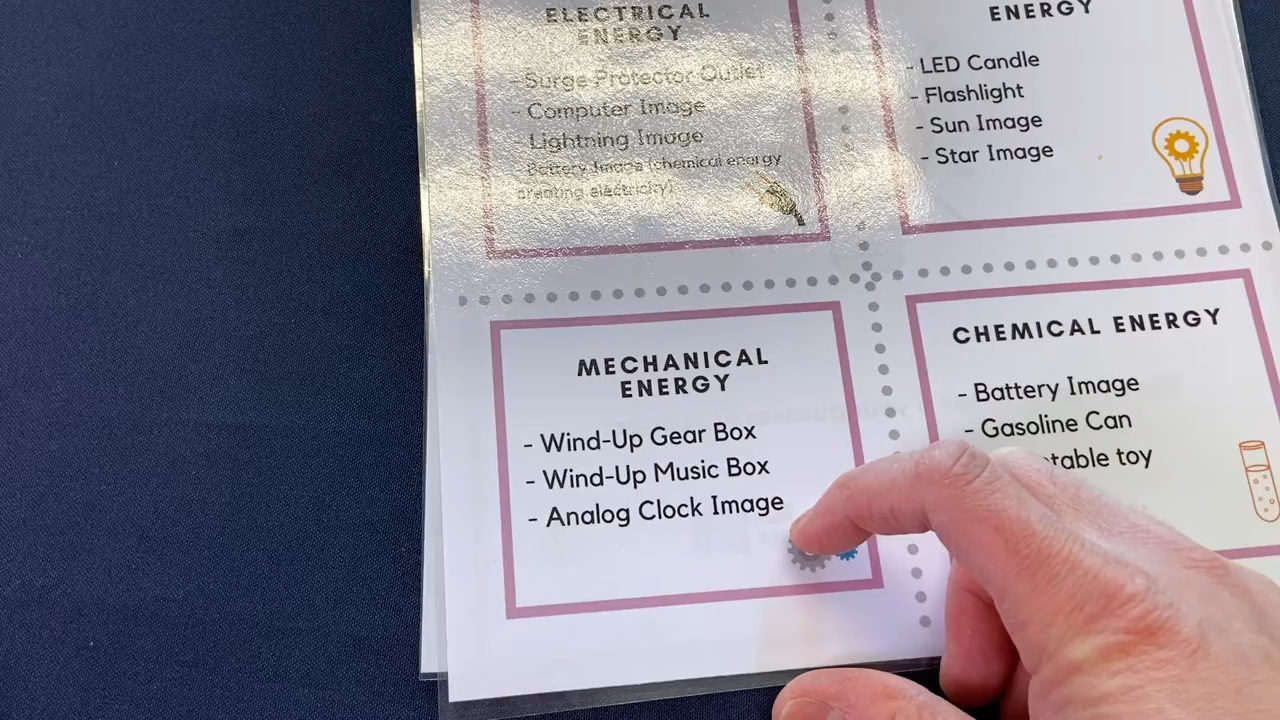 ELECTRICAL
ENERGY
- Surge Protector Outlet
- Computer Image
- Lightning Image
- Battery Image (chemical energy
creating electricity)
ENERGY
- LED Candle
- Flashlight
- Sun Image
- Star Image
MECHANICAL
ENERGY
- Wind-Up Gear Box
- Wind-Up Music Box
- Analog Clock Image
CHEMICAL ENERGY
- Battery Image
- Gasoline Can
toy